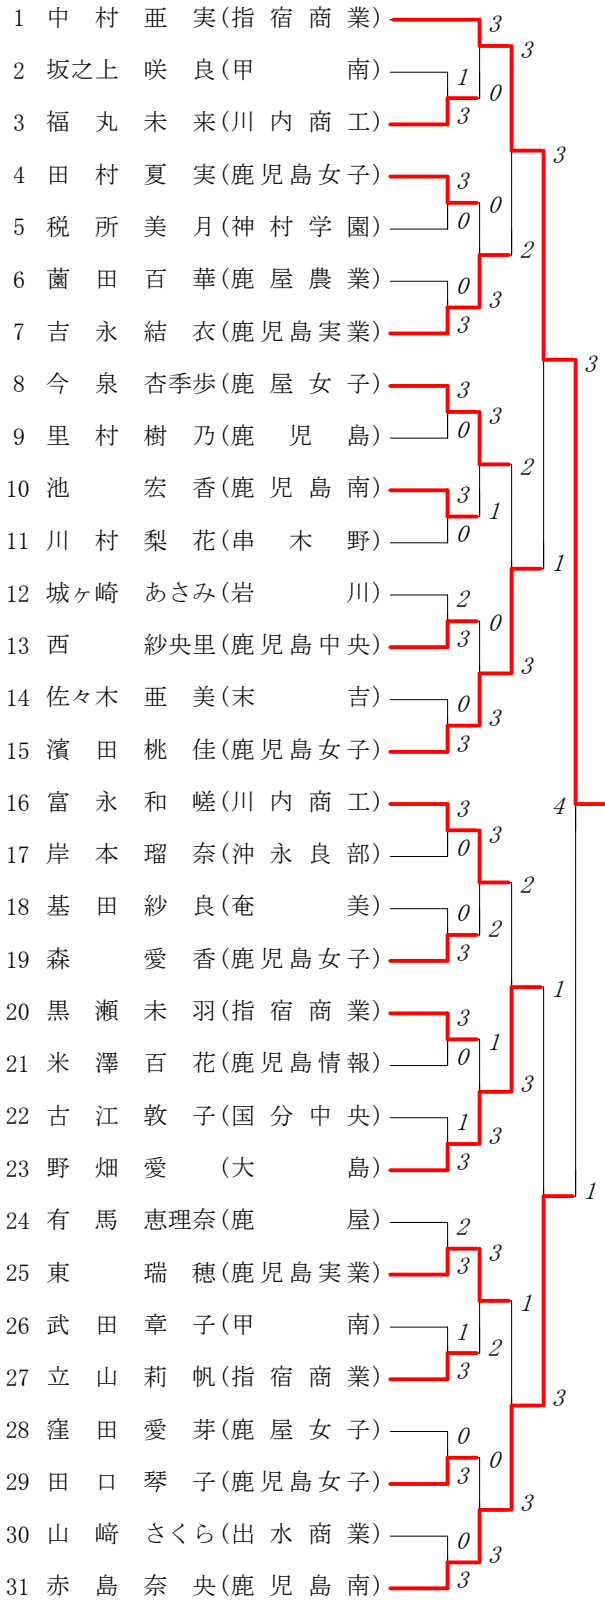 1 中村亜実(指宿商業) 3
3
2 坂之上咲良(甲南) 1
0
3 福丸未来(川内商工) 3
3
4 田村夏実(鹿児島女子) 3
0
5 税所美月(神村学園) 0
2
6 薗田百華(鹿屋農業) 0
3
7 吉永結衣(鹿児島実業) 3
3
8 今泉杏季歩(鹿屋女子) 3
3
9 里村樹乃(鹿児島) 0
2
10 池宏香(鹿児島南) 3
1
11 川村梨花(串木野) 0
1
12 城ヶ崎あさみ(岩川) 2
0
13 西紗央里(鹿児島中央) 3
3
14 佐々木亜美(末吉) 0
3
15 濱田桃佳(鹿児島女子) 3
16 富永和嵯(川内商工) 3
4
3
17 岸本瑠奈(沖永良部) 0
2
18 基田紗良(奄美) 0
2
19 森愛香(鹿児島女子) 3
1
20 黒瀬未羽(指宿商業) 3
1
21 米澤百花(鹿児島情報) 0
3
22 古江敦子(国分中央) 1
3
23 野畑愛(大島) 3
1
24 有馬恵理奈(鹿屋) 2
3
25 東瑞穂(鹿児島実業) 3
1
26 武田章子(甲南) 1
2
27 立山莉帆(指宿商業) 3
3
28 窪田愛芽(鹿屋女子) 0
0
29 田口琴子(鹿児島女子) 3
3
30 山﨑さくら(出水商業) 0
3
31 赤島奈央(鹿児島南) 3